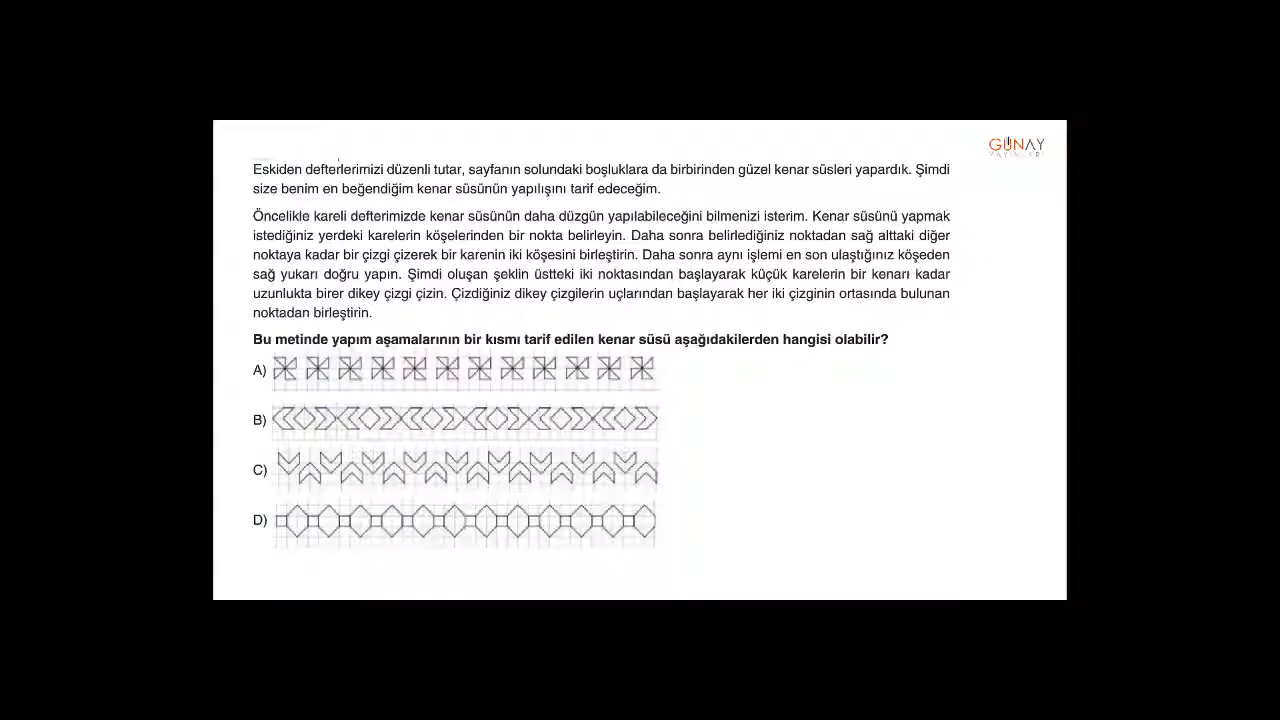 GÜNAY
YAYINLARI
Eskiden defterlerimizi düzenli tutar, sayfanın solundaki boşluklara da birbirinden güzel kenar süsleri yapardık. Şimdi
size benim en beğendiğim kenar süsünün yapılışını tarif edeceğim.
Öncelikle kareli defterimizde kenar süsünün daha düzgün yapılabileceğini bilmenizi isterim. Kenar süsünü yapmak
istediğiniz yerdeki karelerin köşelerinden bir nokta belirleyin. Daha sonra belirlediğiniz noktadan sağ alttaki diğer
noktaya kadar bir çizgi çizerek bir karenin iki köşesini birleştirin. Daha sonra aynı işlemi en son ulaştığınız köşeden
sağ yukarı doğru yapın. Şimdi oluşan şeklin üstteki iki noktasından başlayarak küçük karelerin bir kenarı kadar
uzunlukta birer dikey çizgi çizin. Çizdiğiniz dikey çizgilerin uçlarından başlayarak her iki çizginin ortasında bulunan
noktadan birleştirin.
Bu metinde yapım aşamalarının bir kısmı tarif edilen kenar süsü aşağıdakilerden hangisi olabilir?
A)
B)
C)
D)